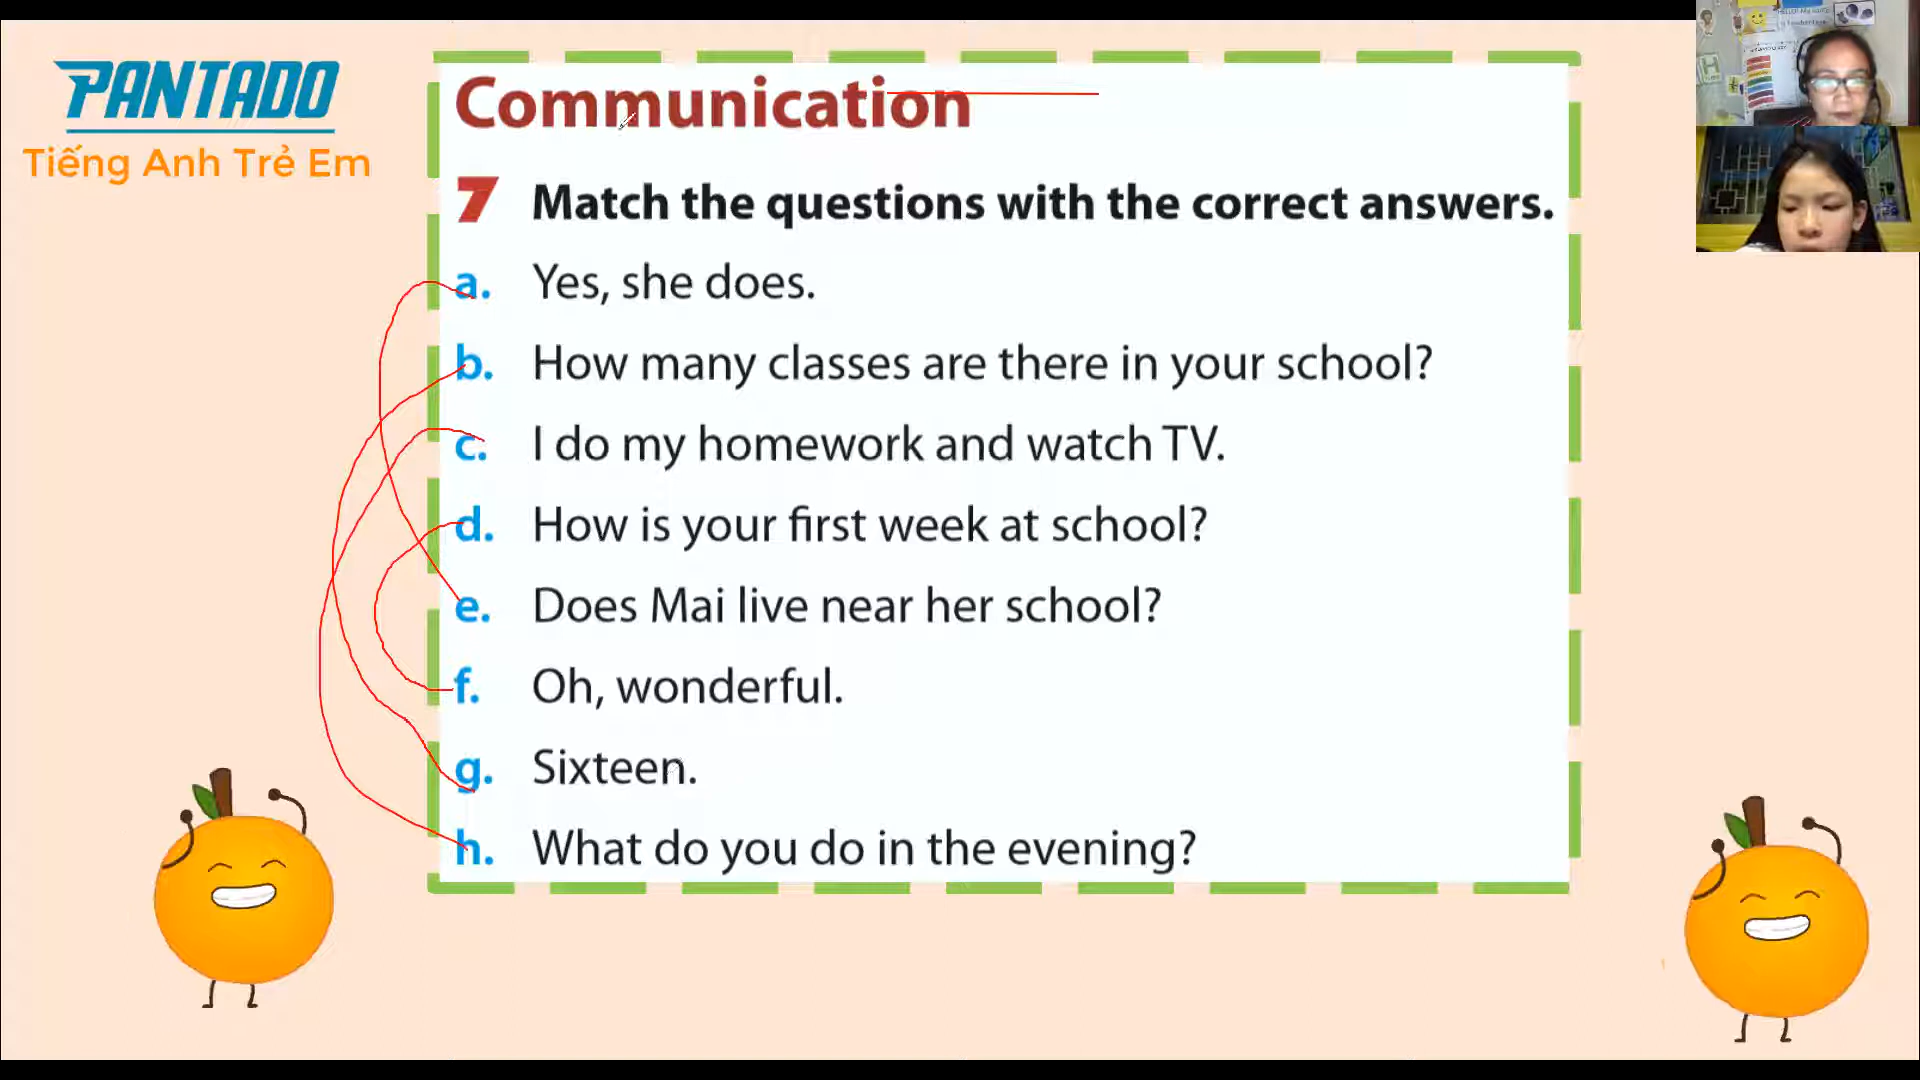 PANTADO
Tiếng Anh Trẻ Em
Communication
7 Match the questions with the correct answers.
a. Yes, she does.
b. How many classes are there in your school?
c. I do my homework and watch TV.
d. How is your first week at school?
e. Does Mai live near her school?
f. Oh, wonderful.
g. Sixteen.
h. What do you do in the evening?